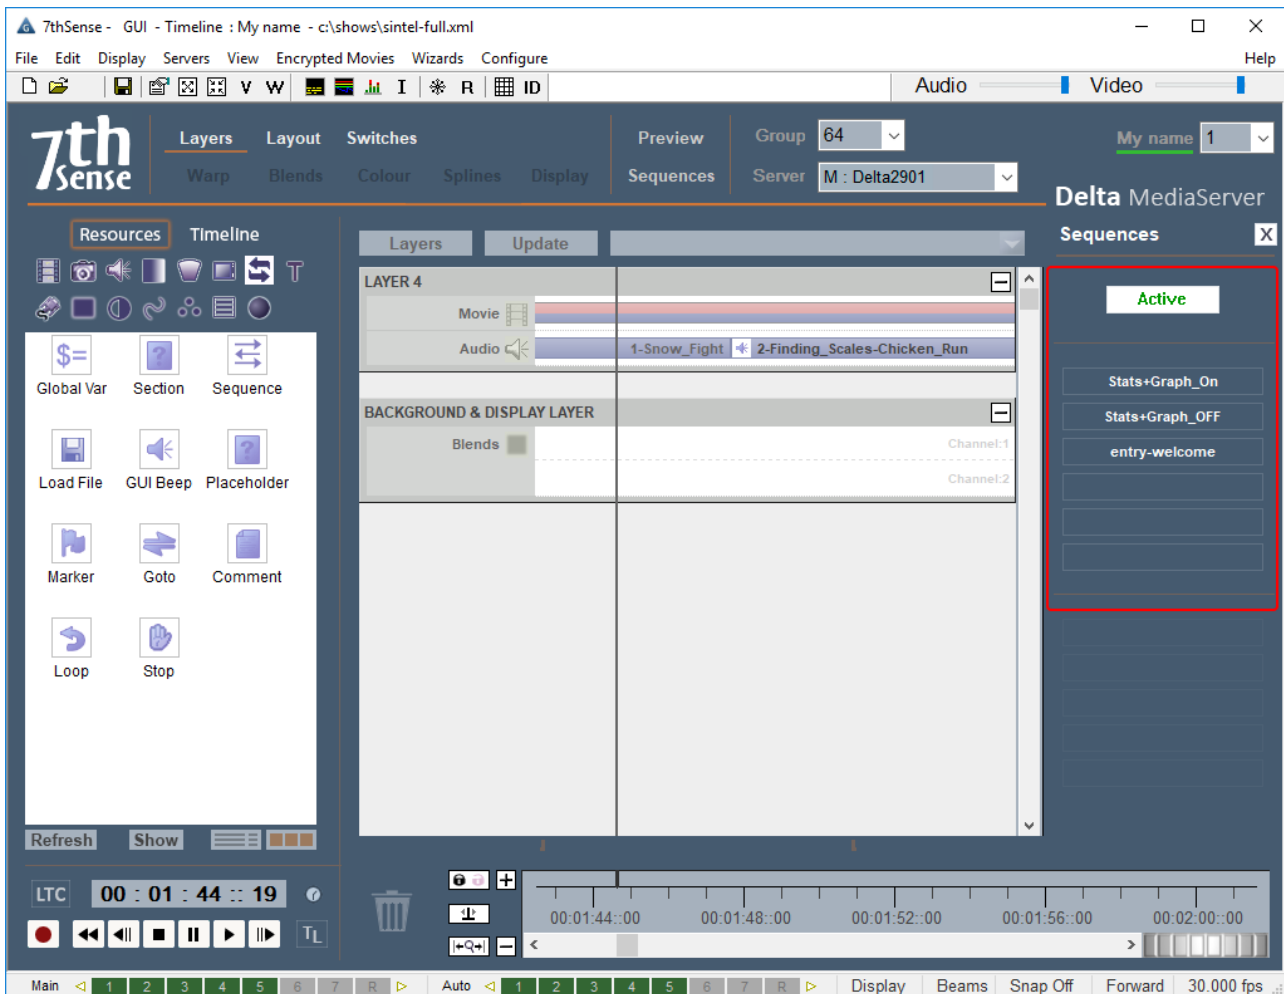 7thSense - GUI - Timeline : My name - c:\shows\sintel-full.xml
File Edit Display Servers View Encrypted Movies Wizards Configure Help
V W I R ID Audio Video
7th Sense
Layers Layout Switches Preview Group 64 My name 1
Warp Blends Colour Splines Display Sequences Server M : Delta2901
Delta MediaServer
Resources Timeline
Layers Update
Sequences X
T
LAYER 4
Movie
Audio 1-Snow_Fight 2-Finding_Scales-Chicken_Run
BACKGROUND & DISPLAY LAYER
Blends Channel:1
Channel:2
Active
Stats+Graph_On
Stats+Graph_OFF
entry-welcome
$= ? 
Global Var Section Sequence
?
Load File GUI Beep Placeholder
Marker Goto Comment
Loop Stop
Refresh Show
LTC 00 : 01 : 44 :: 19
TL
00:01:44::00 00:01:48::00 00:01:52::00 00:01:56::00 00:02:00::00
Main 1 2 3 4 5 6 7 R Auto 1 2 3 4 5 6 7 R Display Beams Snap Off Forward 30.000 fps